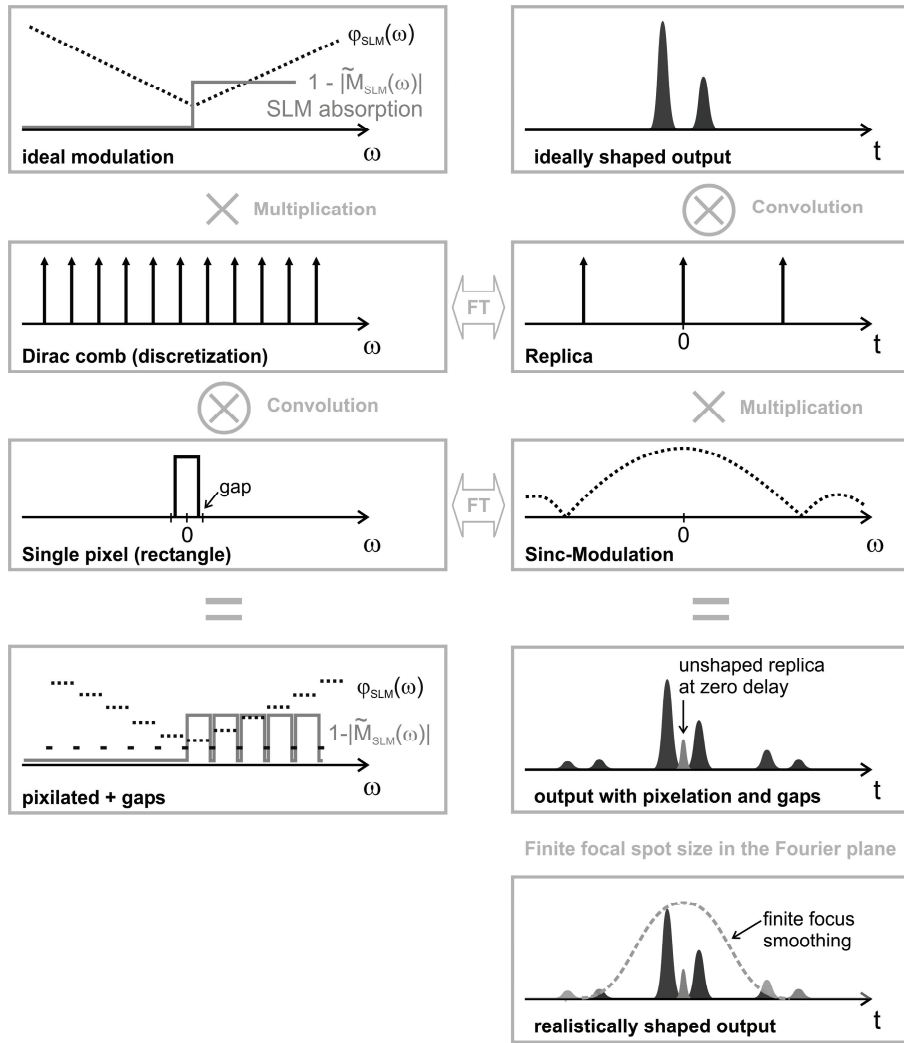 φSLM(ω)
1 - |M̃SLM(ω)|
SLM absorption
ideal modulation
ω
ideally shaped output
t
Multiplication
Convolution
Dirac comb (discretization)
ω
FT
0
Replica
t
Convolution
Multiplication
gap
0
Single pixel (rectangle)
ω
FT
0
Sinc-Modulation
ω
φSLM(ω)
1-|M̃SLM(ω)|
pixilated + gaps
ω
unshaped replica
at zero delay
output with pixelation and gaps
t
Finite focal spot size in the Fourier plane
finite focus
smoothing
realistically shaped output
t